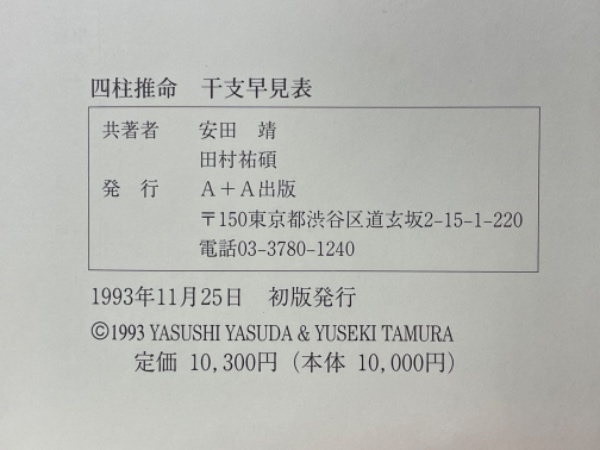 四柱推命　干支早見表
共著者　安田　靖
田村祐碩
発　行　A＋A出版
〒150東京都渋谷区道玄坂2-15-1-220
電話03-3780-1240
1993年11月25日　初版発行
©1993 YASUSHI YASUDA & YUSEKI TAMURA
定価 10,300円（本体 10,000円）